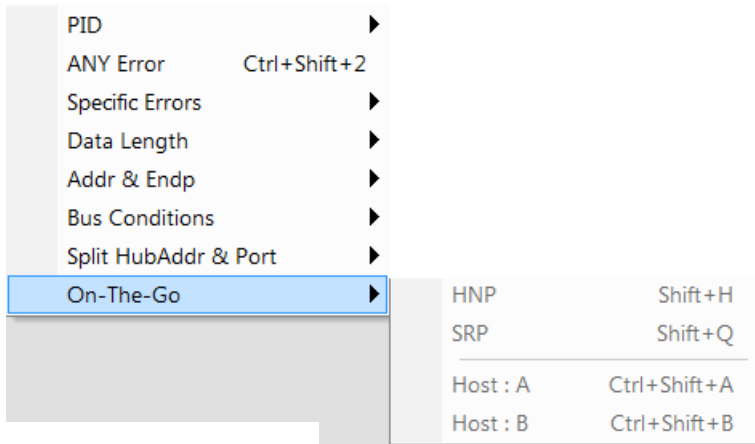 PID
ANY Error Ctrl+Shift+2
Specific Errors
Data Length
Addr & Endp
Bus Conditions
Split HubAddr & Port
On-The-Go
HNP Shift+H
SRP Shift+Q
Host : A Ctrl+Shift+A
Host : B Ctrl+Shift+B